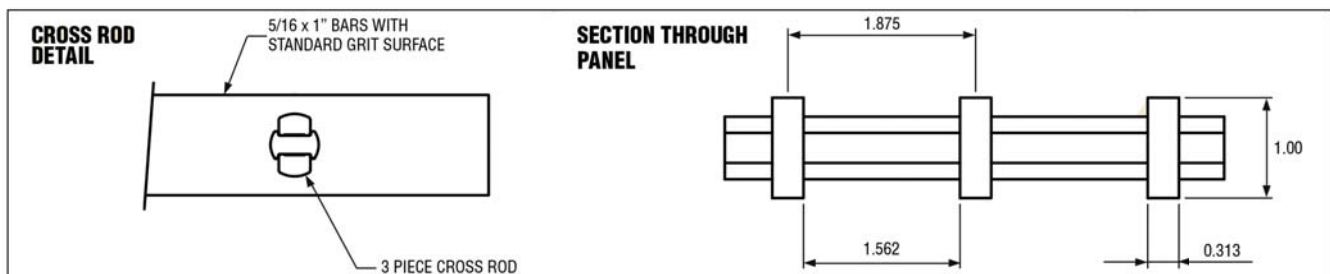 CROSS ROD
DETAIL
5/16 x 1” BARS WITH
STANDARD GRIT SURFACE
3 PIECE CROSS ROD
SECTION THROUGH
PANEL
1.875
1.00
1.562
0.313